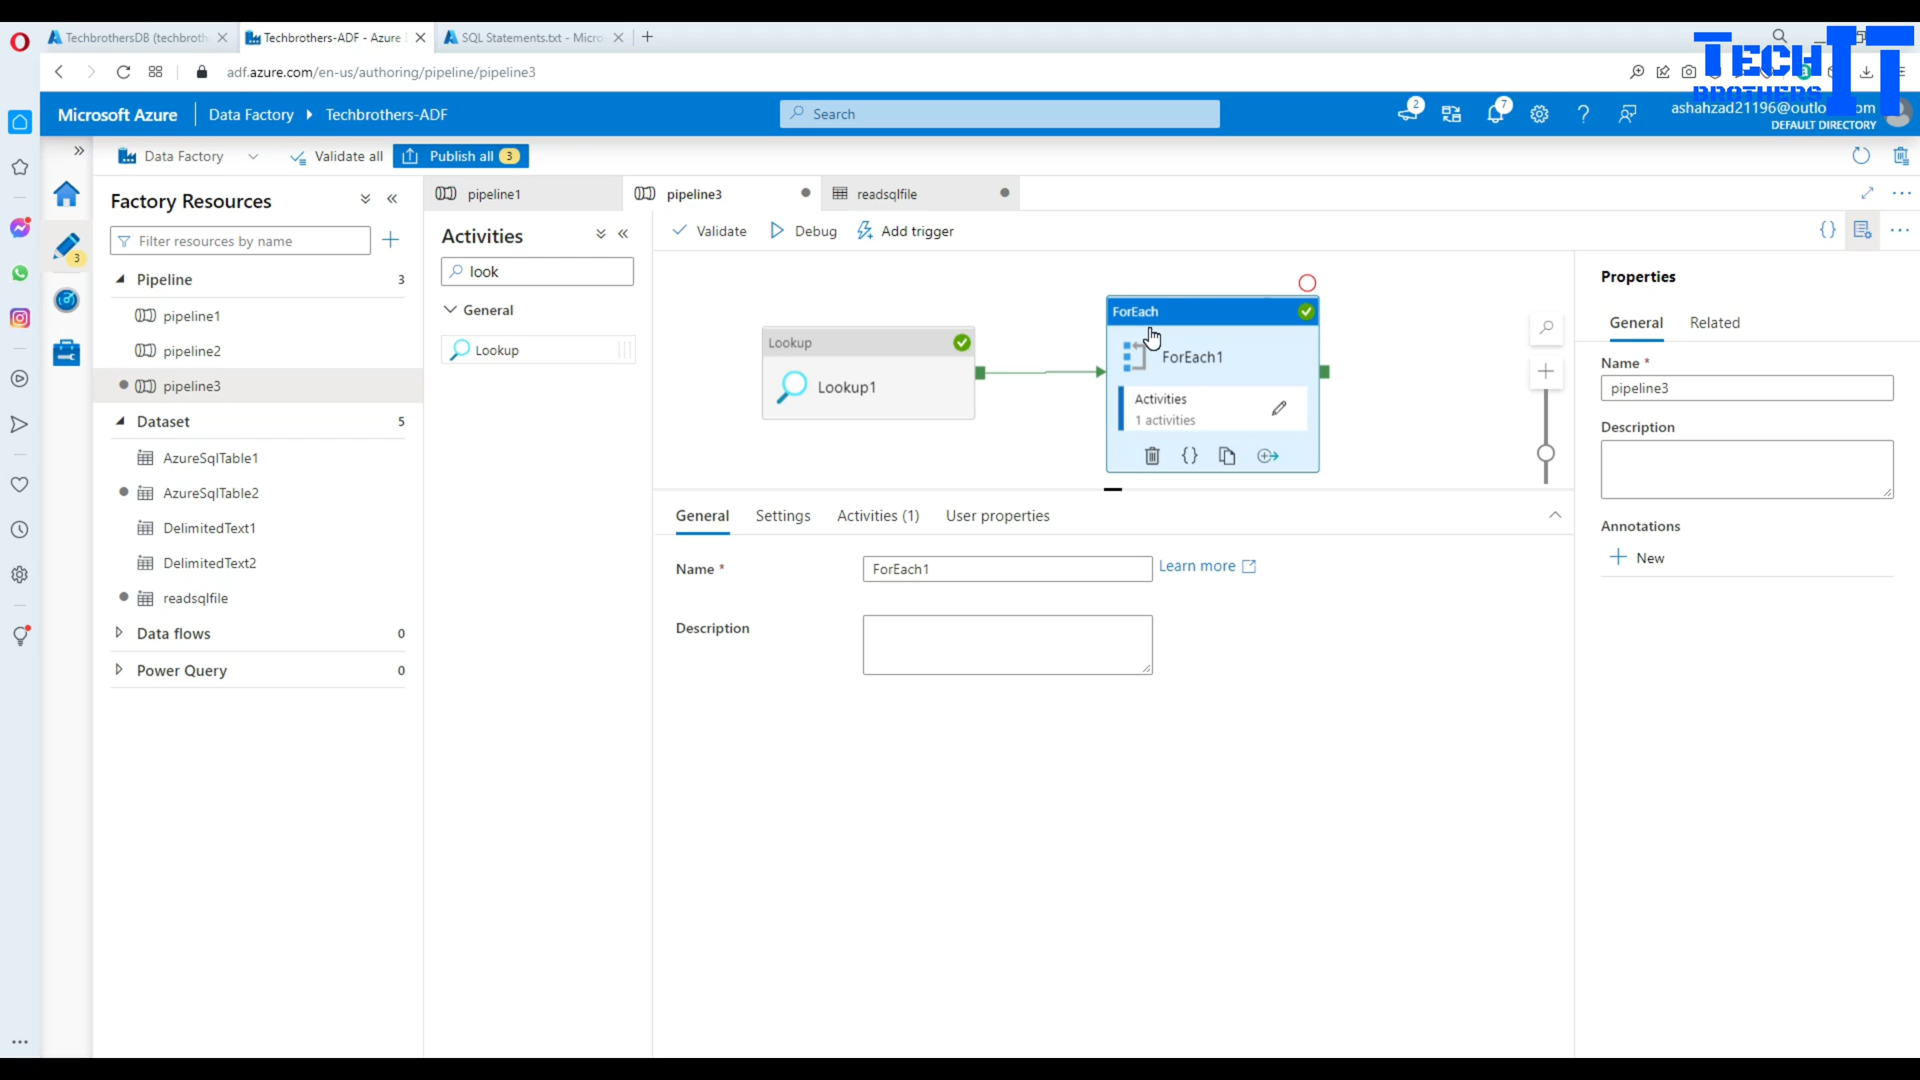 TechbrothersDB (techbroth
Techbrothers-ADF - Azure
SQL Statements.txt - Micro
adf.azure.com/en-us/authoring/pipeline/pipeline3
TECH IT
BROTHERS
Microsoft Azure
Data Factory
Techbrothers-ADF
Search
2
7
ashahzad21196@outlo
om
DEFAULT DIRECTORY
Data Factory
Validate all
Publish all 3
3
Factory Resources
Filter resources by name
Pipeline 3
pipeline1
pipeline2
pipeline3
Dataset 5
AzureSqlTable1
AzureSqlTable2
DelimitedText1
DelimitedText2
readsqlfile
Data flows 0
Power Query 0
pipeline1
pipeline3
readsqlfile
Activities
look
General
Lookup
Validate
Debug
Add trigger
Lookup
Lookup1
ForEach
ForEach1
Activities
1 activities
General
Settings
Activities (1)
User properties
Name *
ForEach1
Learn more
Description
Properties
General
Related
Name *
pipeline3
Description
Annotations
New